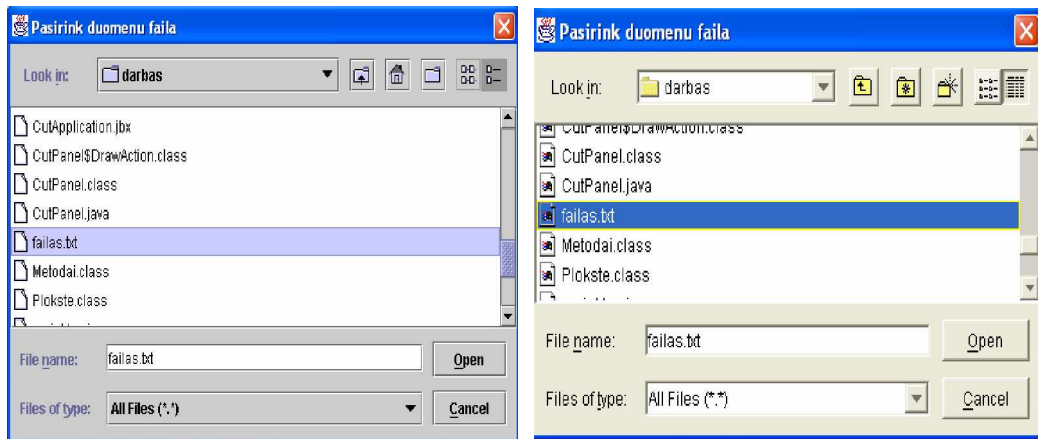 Pasirink duomenu faila
Look in:
darbas
CutApplication.jbx
CutPanel$DrawAction.class
CutPanel.class
CutPanel.java
failas.txt
Metodai.class
Plokste.class
File name:
failas.txt
Open
Files of type:
All Files (*.*)
Cancel
Pasirink duomenu faila
Look in:
darbas
CutPanel$DrawAction.class
CutPanel.class
CutPanel.java
failas.txt
Metodai.class
Plokste.class
File name:
failas.txt
Open
Files of type:
All Files (*.*)
Cancel